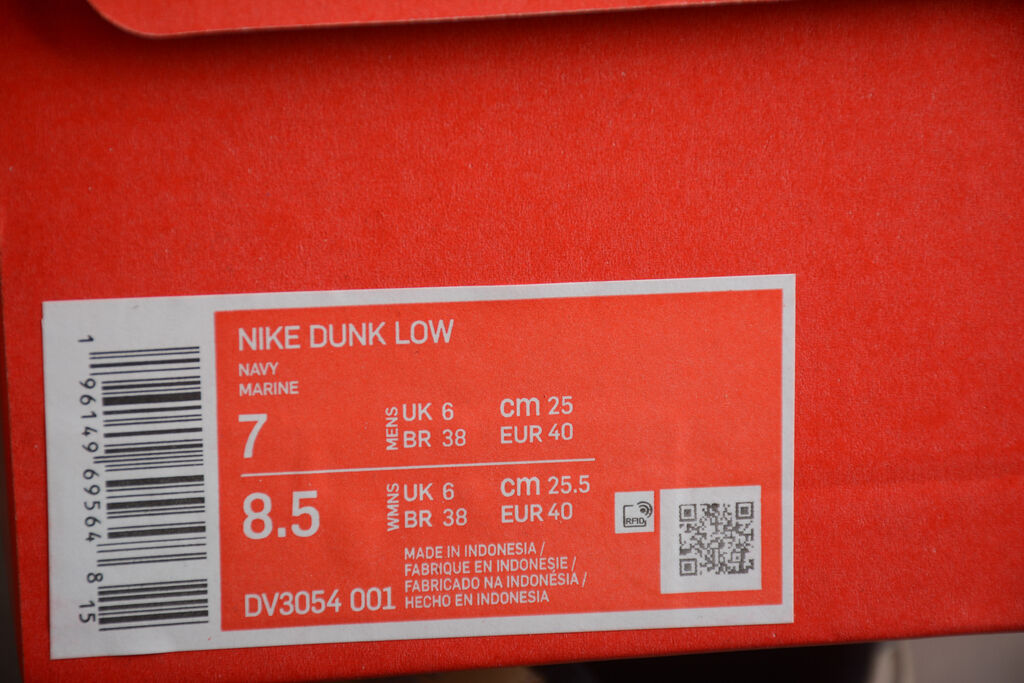 1 96149 69564 8 15
NIKE DUNK LOW
NAVY
MARINE
7
MENS
UK 6
cm 25
BR 38
EUR 40
8.5
WMNS
UK 6
cm 25.5
BR 38
EUR 40
RFID
MADE IN INDONESIA /
FABRIQUE EN INDONESIE /
FABRICADO NA INDONÉSIA /
HECHO EN INDONESIA
DV3054 001